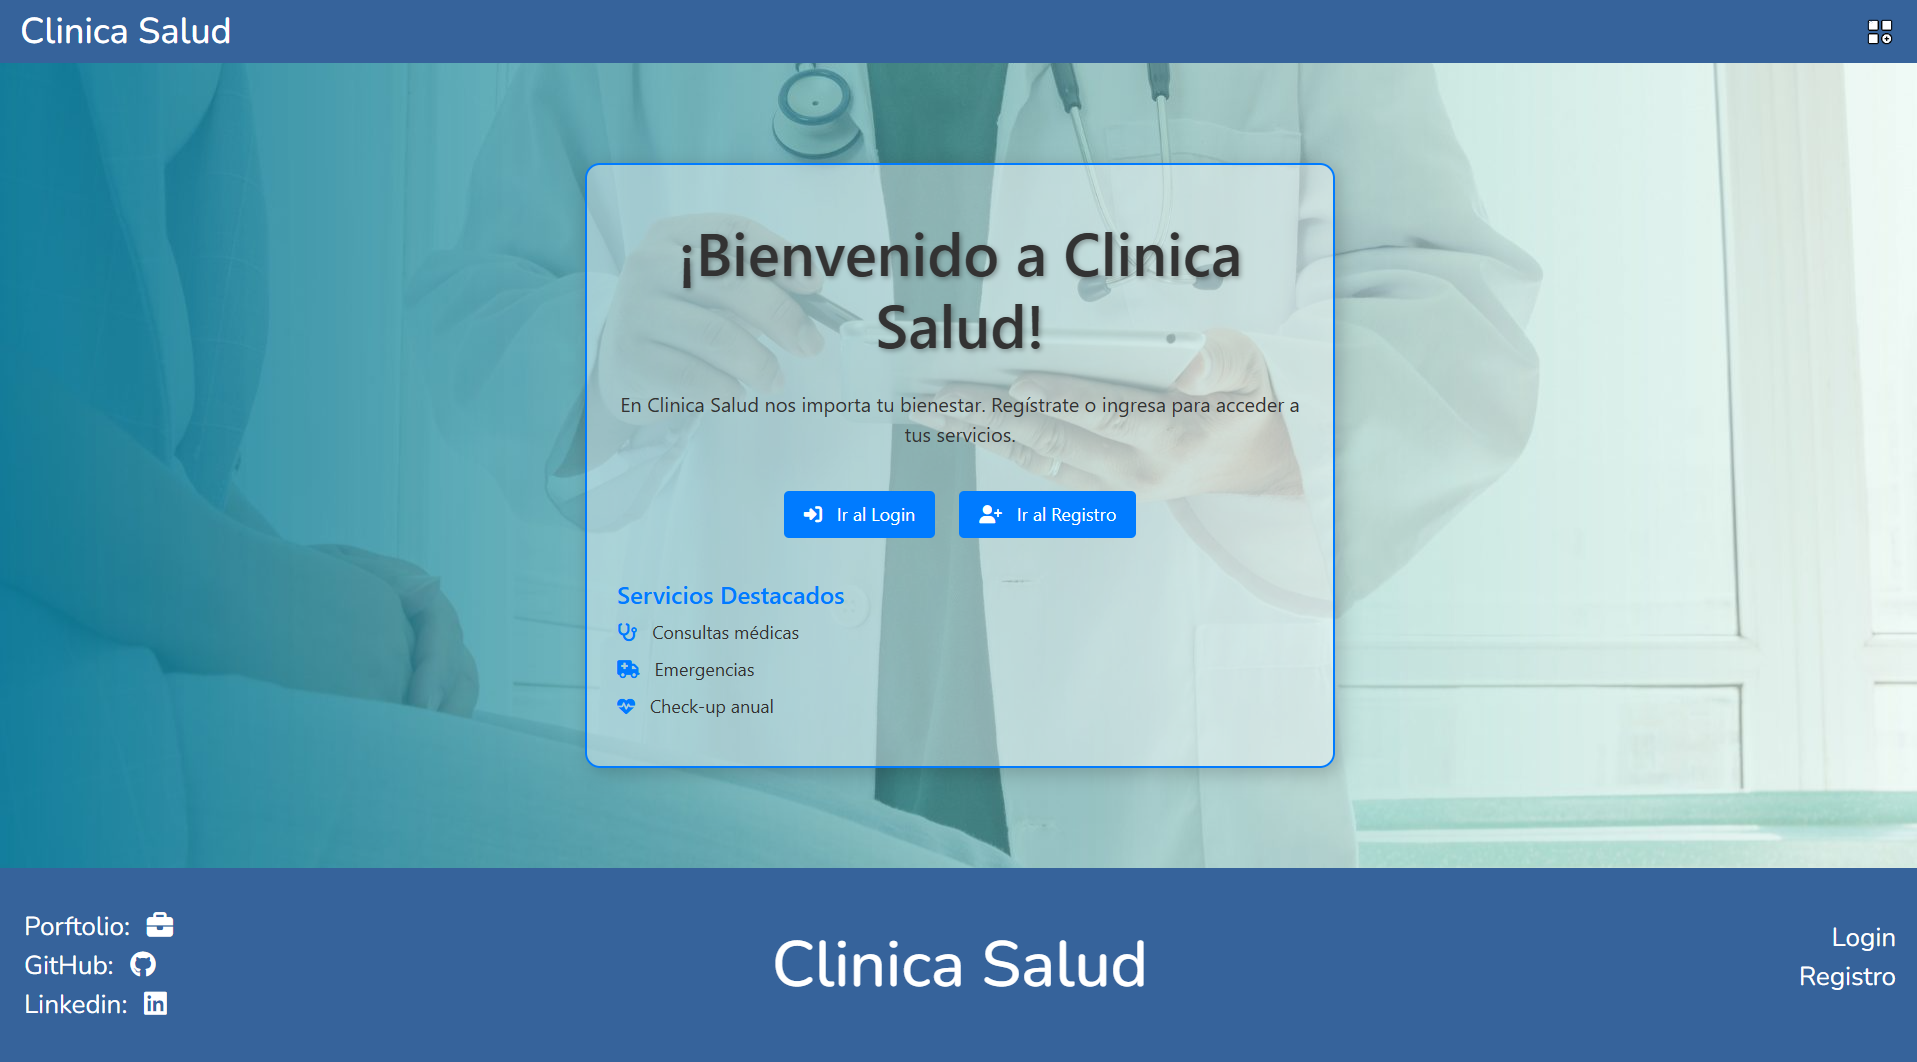 Clinica Salud
¡Bienvenido a Clinica
Salud!
En Clinica Salud nos importa tu bienestar. Regístrate o ingresa para acceder a
tus servicios.
Ir al Login
Ir al Registro
Servicios Destacados
Consultas médicas
Emergencias
Check-up anual
Porftolio:
GitHub:
Linkedin:
Clinica Salud
Login
Registro